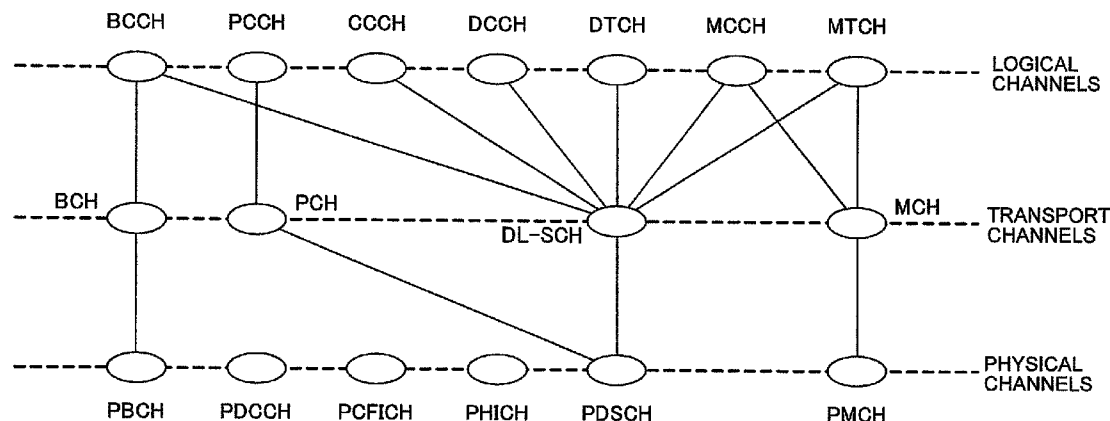 BCCH PCCH CCCH DCCH DTCH MCCH MTCH
LOGICAL
CHANNELS
BCH PCH DL-SCH MCH TRANSPORT
CHANNELS
PHYSICAL
CHANNELS
PBCH PDCCH PCFICH PHICH PDSCH PMCH